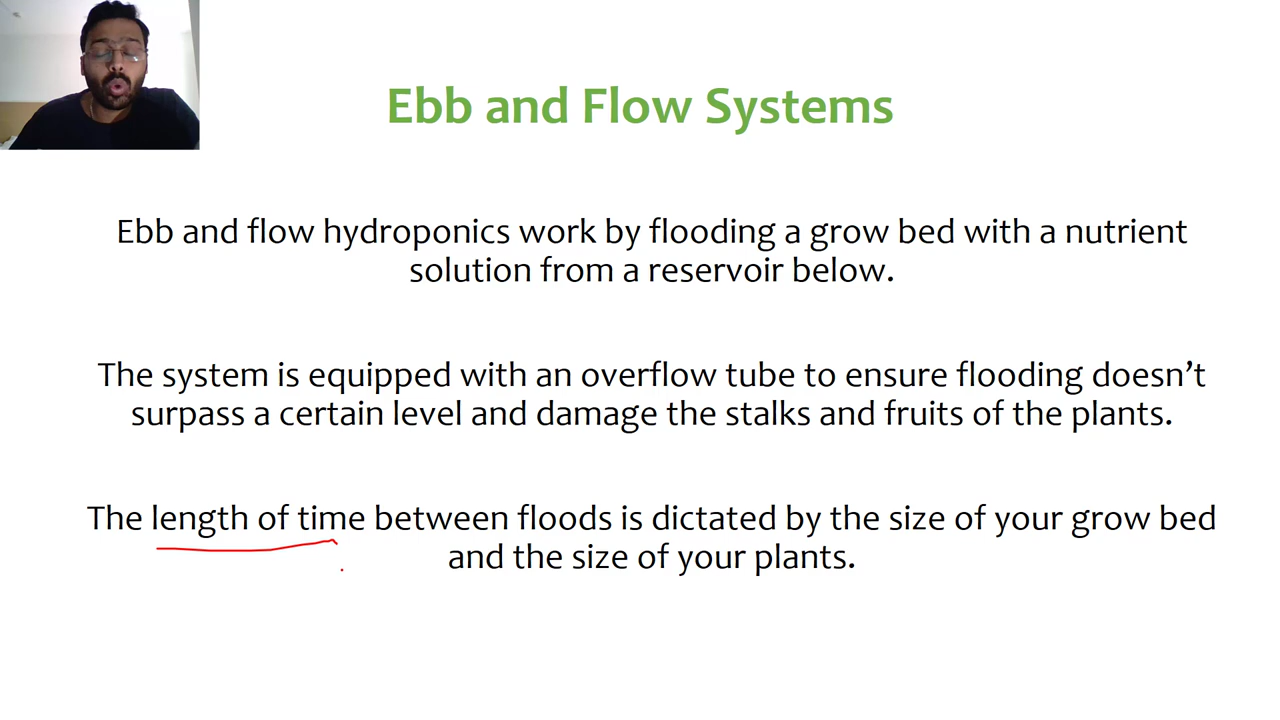 Ebb and Flow Systems
Ebb and flow hydroponics work by flooding a grow bed with a nutrient
solution from a reservoir below.
The system is equipped with an overflow tube to ensure flooding doesn’t
surpass a certain level and damage the stalks and fruits of the plants.
The length of time between floods is dictated by the size of your grow bed
and the size of your plants.